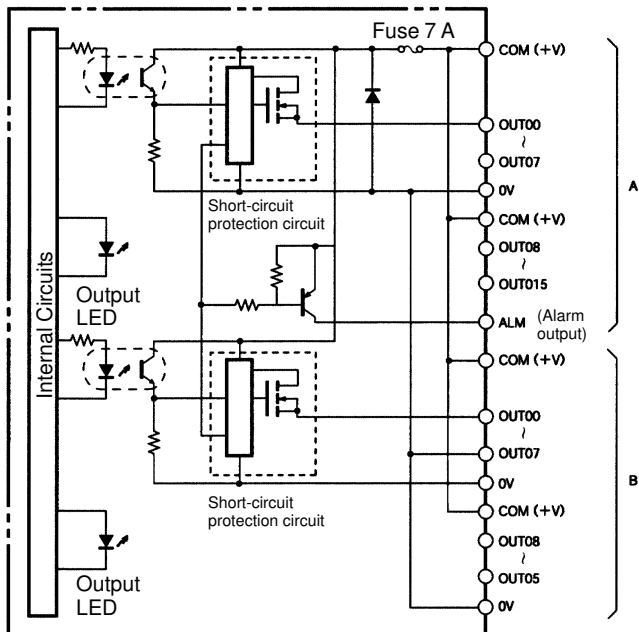 Fuse 7 A
COM (+V)
OUT00
~
OUT07
0V
COM (+V)
OUT08
~
OUT015
ALM
(Alarm
output)
A
Short-circuit
protection circuit
Internal Circuits
Output
LED
COM (+V)
OUT00
~
OUT07
0V
COM (+V)
OUT08
~
OUT05
0V
B
Short-circuit
protection circuit
Output
LED